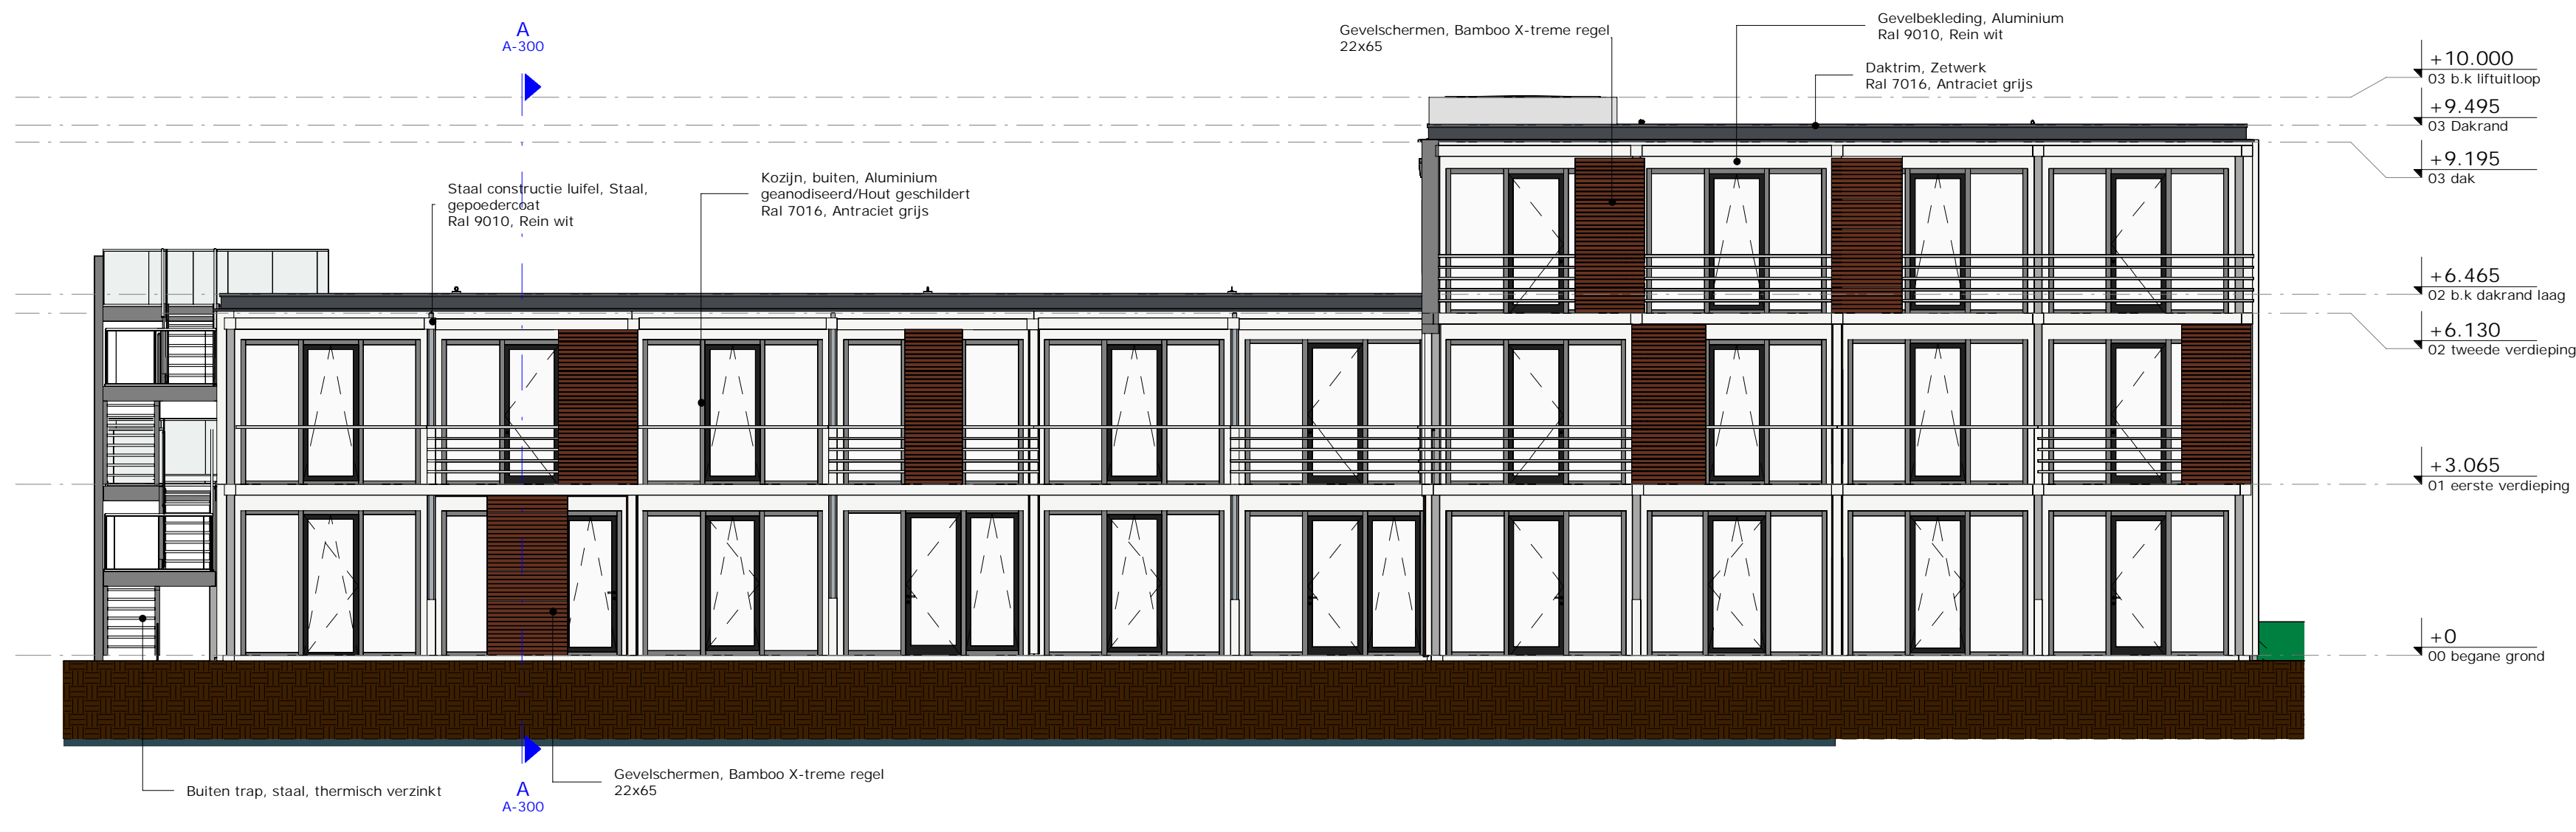 A
A-300
Gevelschermen, Bamboo X-treme regel
22x65
Gevelbekleding, Aluminium
Ral 9010, Rein wit
Daktrim, Zetwerk
Ral 7016, Antraciet grijs
Staal constructie luifel, Staal,
gepoedercoat
Ral 9010, Rein wit
Kozijn, buiten, Aluminium
geanodiseerd/Hout geschildert
Ral 7016, Antraciet grijs
+10.000
03 b.k liftuitloop
+9.495
03 Dakrand
+9.195
03 dak
+6.465
02 b.k dakrand laag
+6.130
02 tweede verdieping
+3.065
01 eerste verdieping
+0
00 begane grond
Buiten trap, staal, thermisch verzinkt
A
A-300
Gevelschermen, Bamboo X-treme regel
22x65